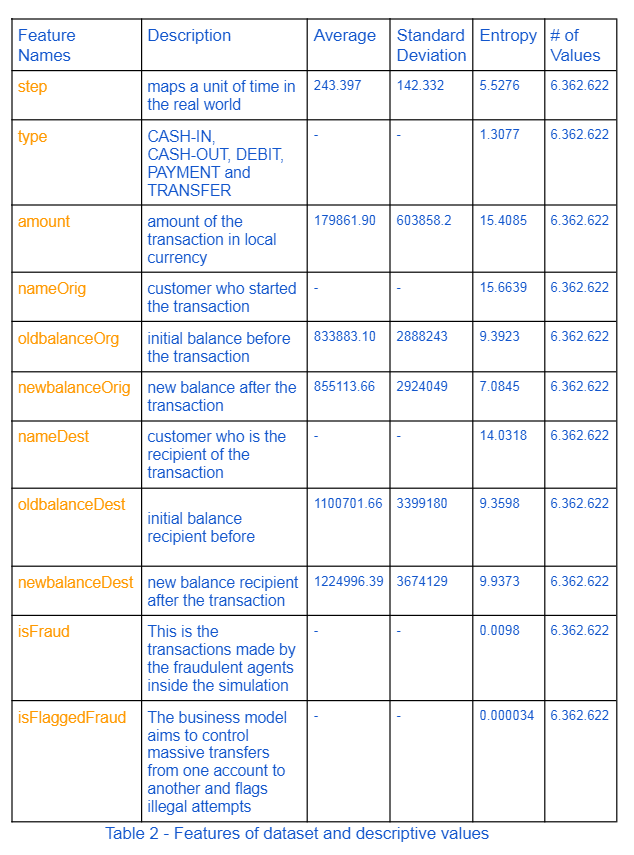 Feature Names Description Average Standard Deviation Entropy # of Values
step maps a unit of time in the real world 243.397 142.332 5.5276 6.362.622
type CASH-IN, CASH-OUT, DEBIT, PAYMENT and TRANSFER - - 1.3077 6.362.622
amount amount of the transaction in local currency 179861.90 603858.2 15.4085 6.362.622
nameOrig customer who started the transaction - - 15.6639 6.362.622
oldbalanceOrg initial balance before the transaction 833883.10 2888243 9.3923 6.362.622
newbalanceOrig new balance after the transaction 855113.66 2924049 7.0845 6.362.622
nameDest customer who is the recipient of the transaction - - 14.0318 6.362.622
oldbalanceDest initial balance recipient before 1100701.66 3399180 9.3598 6.362.622
newbalanceDest new balance recipient after the transaction 1224996.39 3674129 9.9373 6.362.622
isFraud This is the transactions made by the fraudulent agents inside the simulation - - 0.0098 6.362.622
isFlaggedFraud The business model aims to control massive transfers from one account to another and flags illegal attempts - - 0.000034 6.362.622
Table 2 - Features of dataset and descriptive values